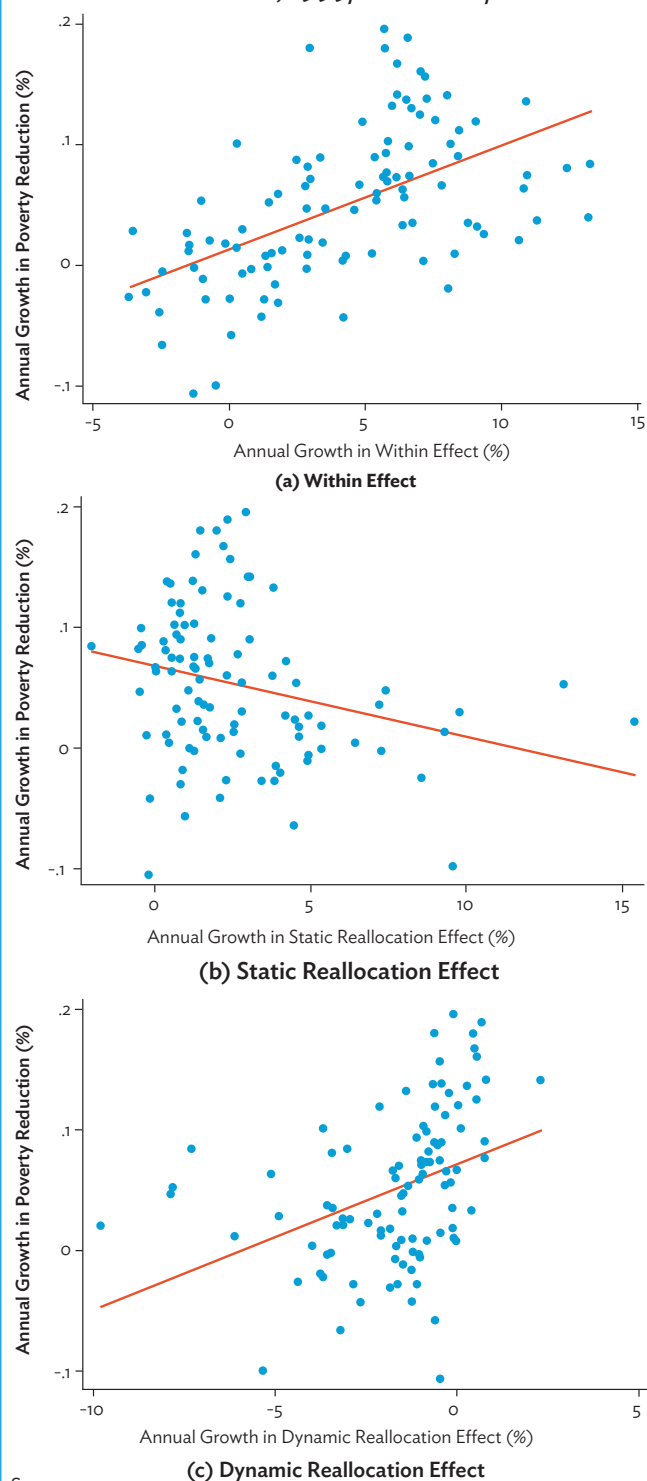 .2
.1
0
–.1
Annual Growth in Poverty Reduction (%)
–5
0
5
10
15
Annual Growth in Within Effect (%)
(a) Within Effect
.2
.1
0
–.1
Annual Growth in Poverty Reduction (%)
0
5
10
15
Annual Growth in Static Reallocation Effect (%)
(b) Static Reallocation Effect
.2
.1
0
–.1
Annual Growth in Poverty Reduction (%)
–10
–5
0
5
Annual Growth in Dynamic Reallocation Effect (%)
(c) Dynamic Reallocation Effect